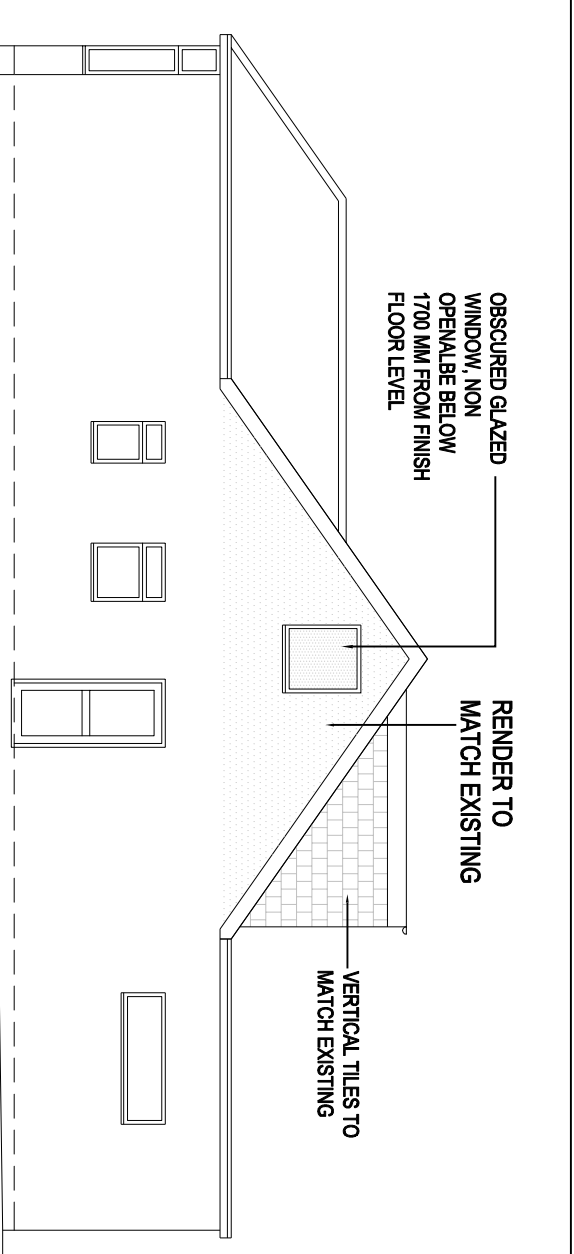 OBSCURED GLAZED
WINDOW, NON
OPENALBE BELOW
1700 MM FROM FINISH
FLOOR LEVEL
RENDER TO
MATCH EXISTING
VERTICAL TILES TO
MATCH EXISTING